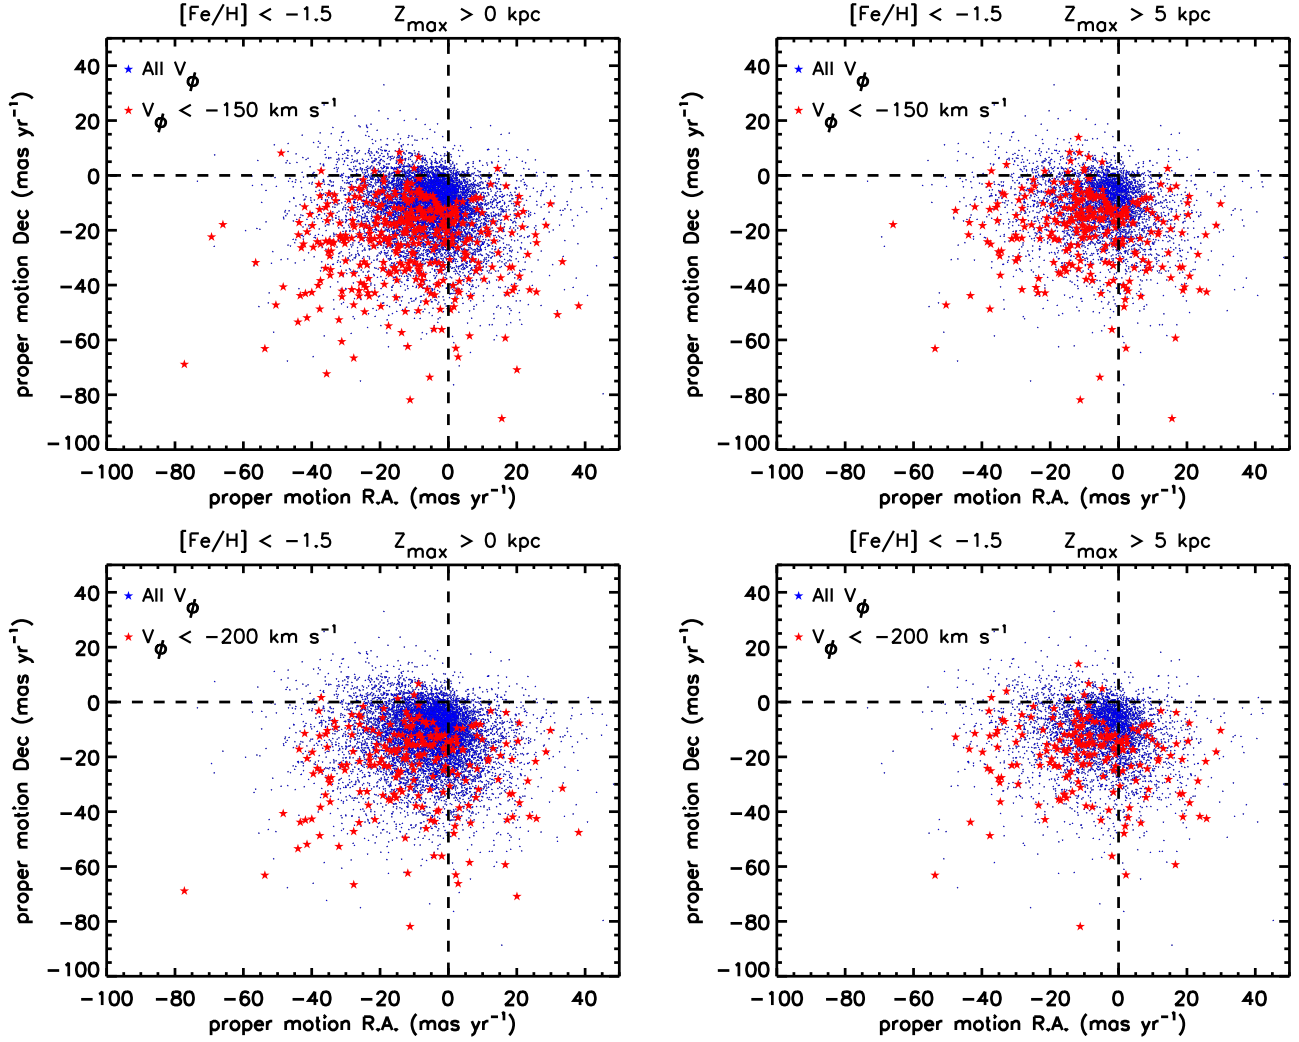 [Fe/H] < −1.5 Z_max > 0 kpc
proper motion Dec (mas yr⁻¹)
40
20
0
−20
−40
−60
−80
−100
All V_ϕ
V_ϕ < −150 km s⁻¹
−100 −80 −60 −40 −20 0 20 40
proper motion R.A. (mas yr⁻¹)
[Fe/H] < −1.5 Z_max > 5 kpc
proper motion Dec (mas yr⁻¹)
40
20
0
−20
−40
−60
−80
−100
All V_ϕ
V_ϕ < −150 km s⁻¹
−100 −80 −60 −40 −20 0 20 40
proper motion R.A. (mas yr⁻¹)
[Fe/H] < −1.5 Z_max > 0 kpc
proper motion Dec (mas yr⁻¹)
40
20
0
−20
−40
−60
−80
−100
All V_ϕ
V_ϕ < −200 km s⁻¹
−100 −80 −60 −40 −20 0 20 40
proper motion R.A. (mas yr⁻¹)
[Fe/H] < −1.5 Z_max > 5 kpc
proper motion Dec (mas yr⁻¹)
40
20
0
−20
−40
−60
−80
−100
All V_ϕ
V_ϕ < −200 km s⁻¹
−100 −80 −60 −40 −20 0 20 40
proper motion R.A. (mas yr⁻¹)